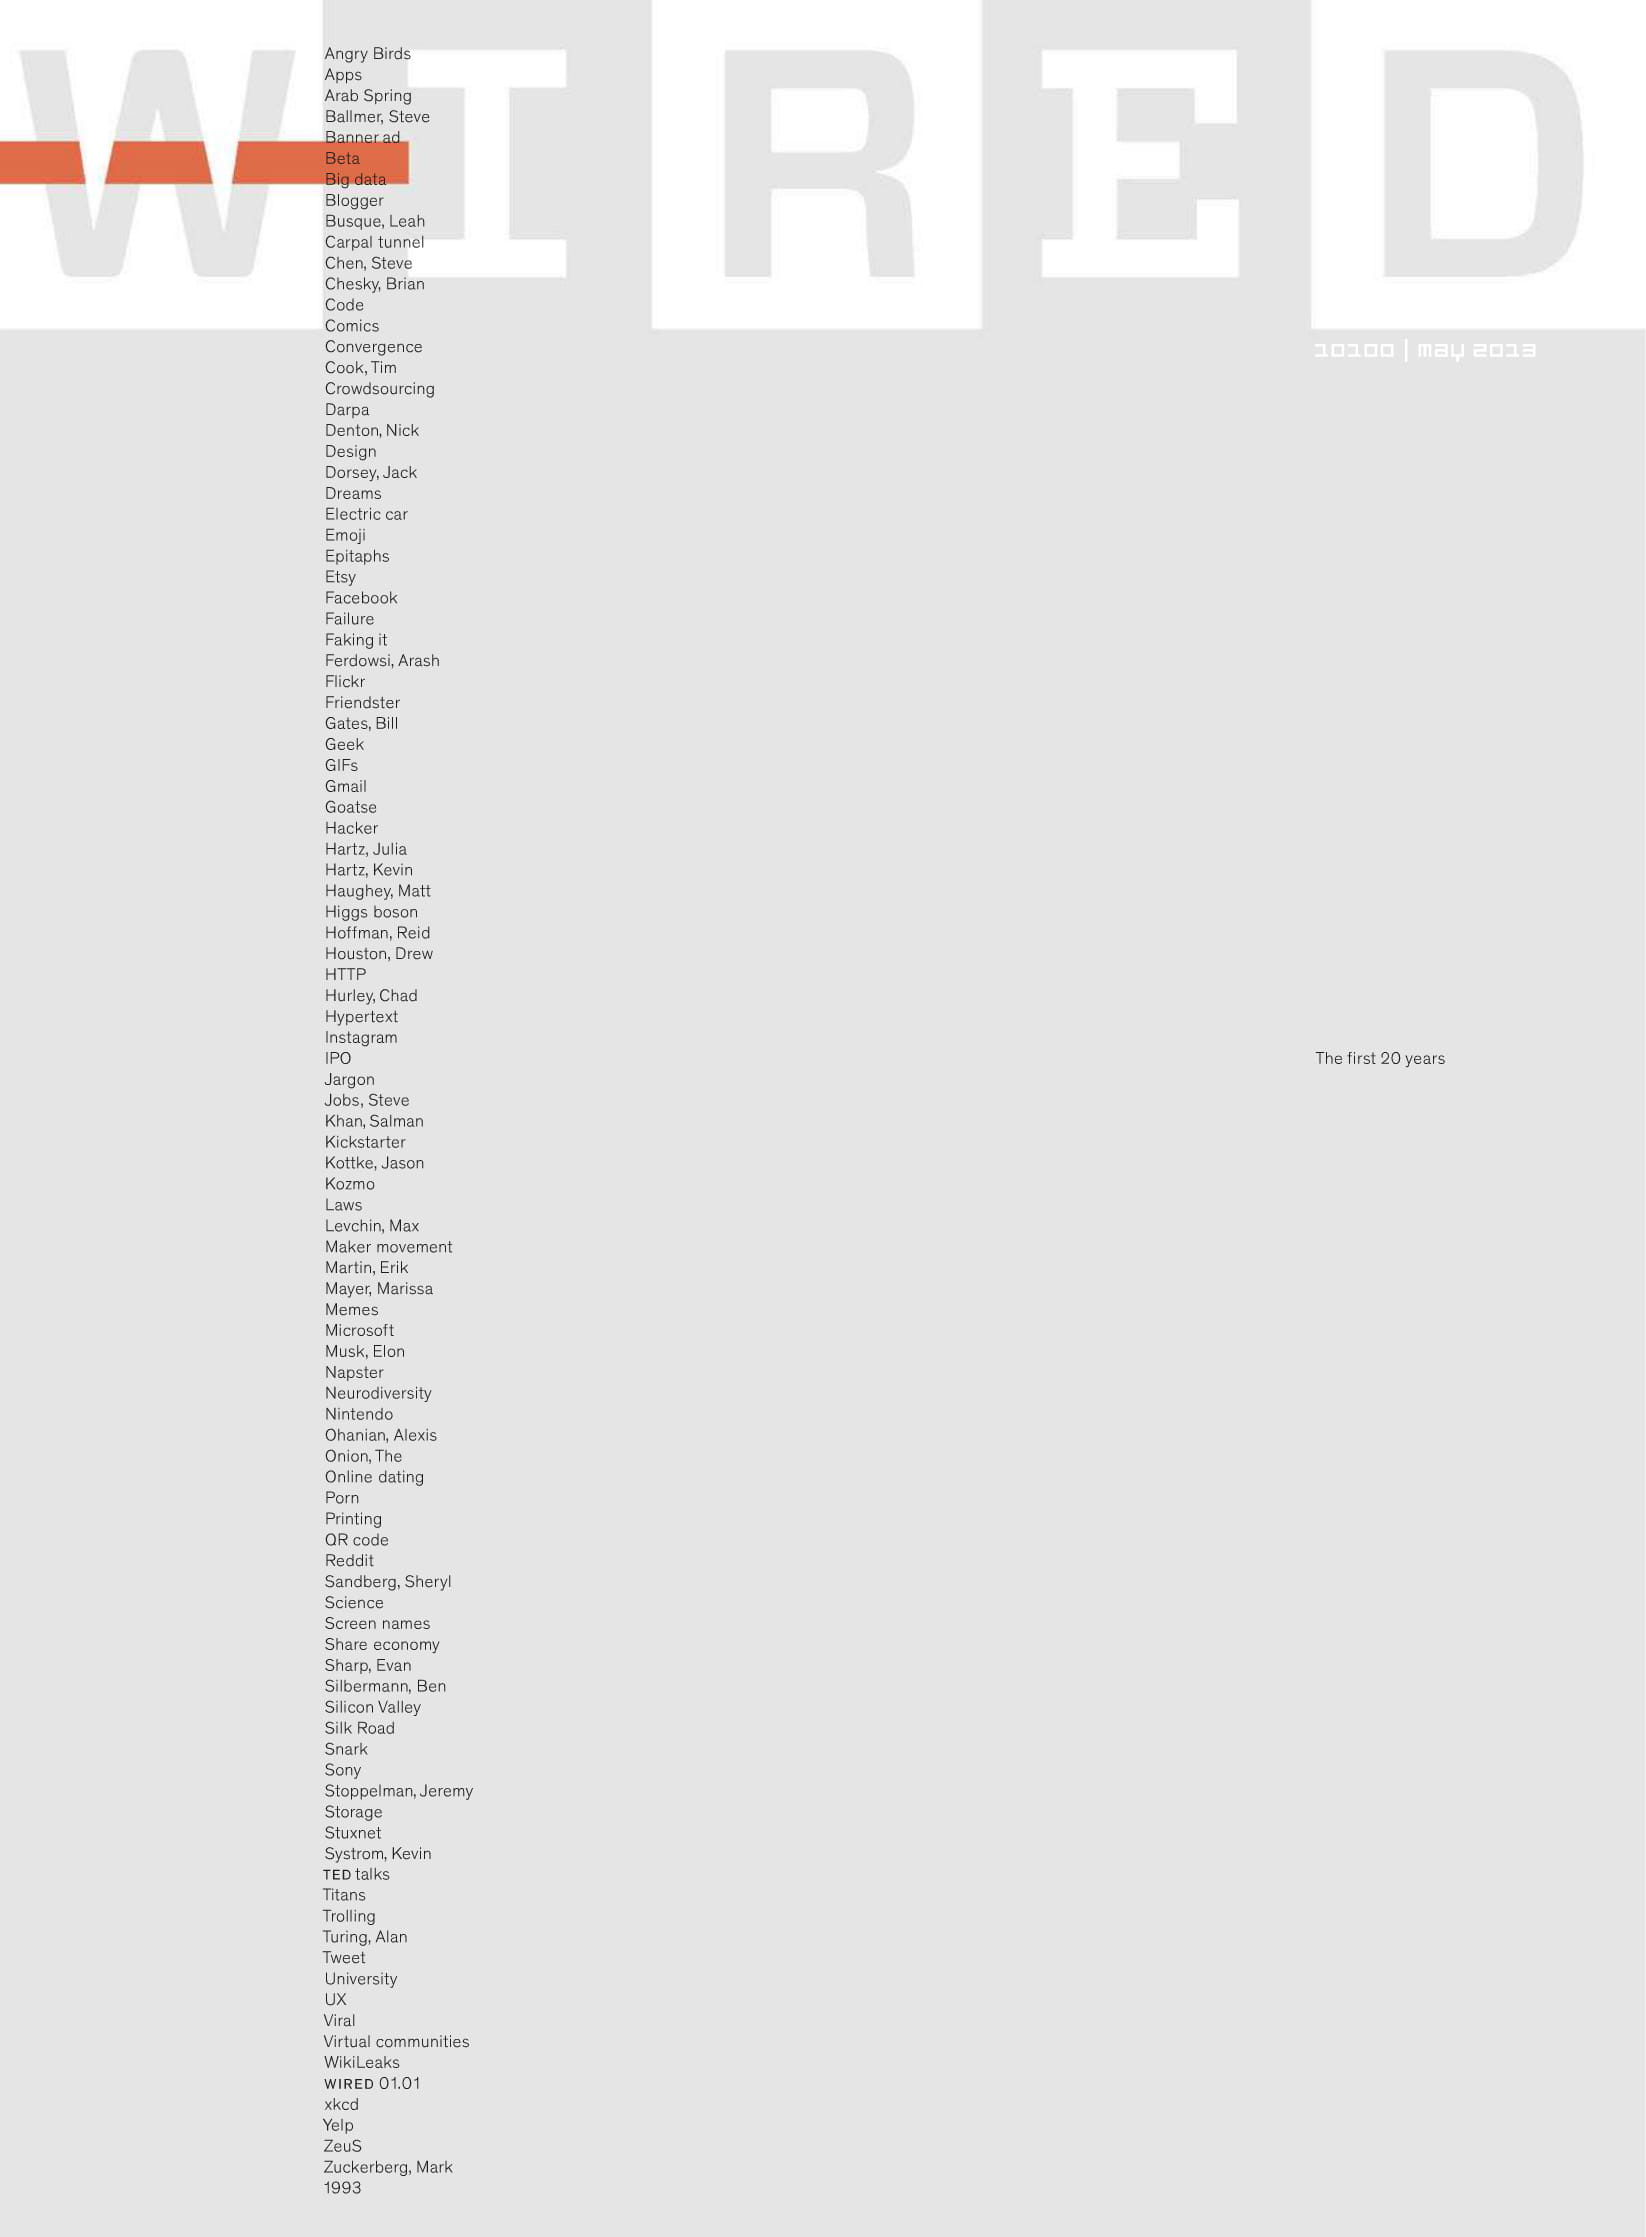 WIRED
10100 | may 2013
Angry Birds
Apps
Arab Spring
Ballmer, Steve
Banner ad
Beta
Big data
Blogger
Busque, Leah
Carpal tunnel
Chen, Steve
Chesky, Brian
Code
Comics
Convergence
Cook, Tim
Crowdsourcing
Darpa
Denton, Nick
Design
Dorsey, Jack
Dreams
Electric car
Emoji
Epitaphs
Etsy
Facebook
Failure
Faking it
Ferdowsi, Arash
Flickr
Friendster
Gates, Bill
Geek
GIFs
Gmail
Goatse
Hacker
Hartz, Julia
Hartz, Kevin
Haughey, Matt
Higgs boson
Hoffman, Reid
Houston, Drew
HTTP
Hurley, Chad
Hypertext
Instagram
IPO
Jargon
Jobs, Steve
Khan, Salman
Kickstarter
Kottke, Jason
Kozmo
Laws
Levchin, Max
Maker movement
Martin, Erik
Mayer, Marissa
Memes
Microsoft
Musk, Elon
Napster
Neurodiversity
Nintendo
Ohanian, Alexis
Onion, The
Online dating
Porn
Printing
QR code
Reddit
Sandberg, Sheryl
Science
Screen names
Share economy
Sharp, Evan
Silbermann, Ben
Silicon Valley
Silk Road
Snark
Sony
Stoppelman, Jeremy
Storage
Stuxnet
Systrom, Kevin
TED talks
Titans
Trolling
Turing, Alan
Tweet
University
UX
Viral
Virtual communities
WikiLeaks
WIRED 01.01
xkcd
Yelp
ZeuS
Zuckerberg, Mark
1993
The first 20 years